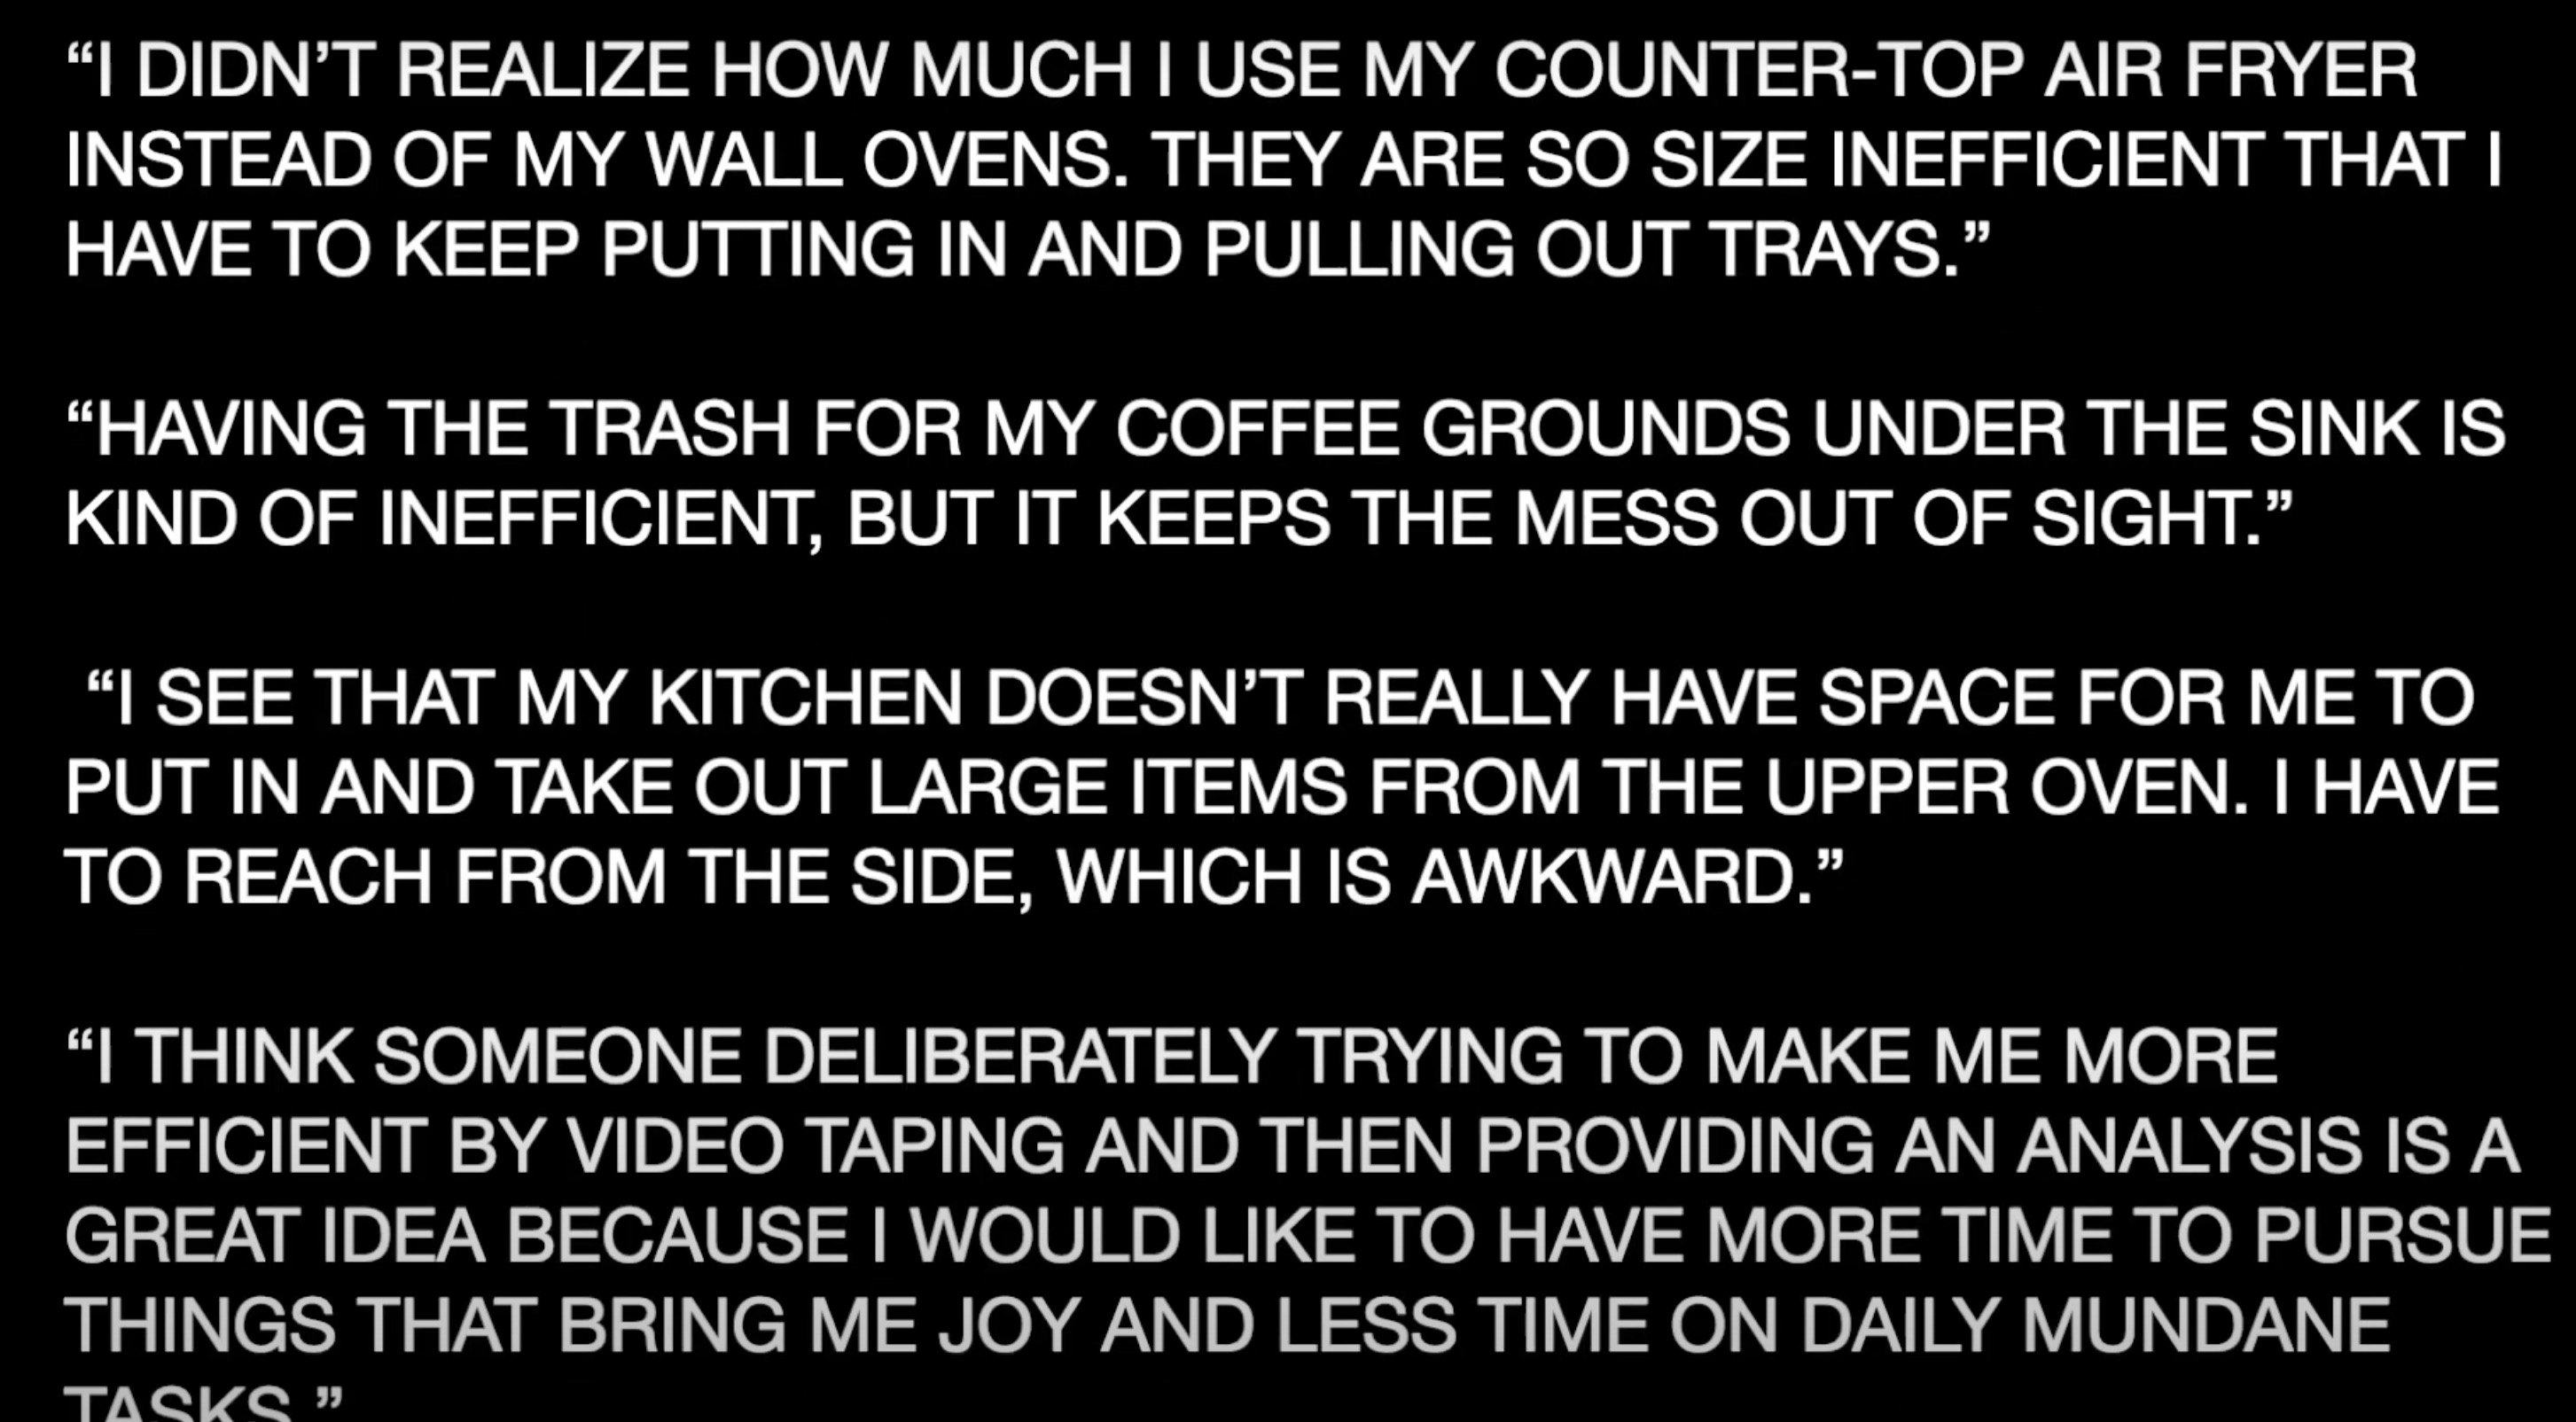 “I DIDN’T REALIZE HOW MUCH I USE MY COUNTER-TOP AIR FRYER
INSTEAD OF MY WALL OVENS. THEY ARE SO SIZE INEFFICIENT THAT I
HAVE TO KEEP PUTTING IN AND PULLING OUT TRAYS.”
“HAVING THE TRASH FOR MY COFFEE GROUNDS UNDER THE SINK IS
KIND OF INEFFICIENT, BUT IT KEEPS THE MESS OUT OF SIGHT.”
“I SEE THAT MY KITCHEN DOESN’T REALLY HAVE SPACE FOR ME TO
PUT IN AND TAKE OUT LARGE ITEMS FROM THE UPPER OVEN. I HAVE
TO REACH FROM THE SIDE, WHICH IS AWKWARD.”
“I THINK SOMEONE DELIBERATELY TRYING TO MAKE ME MORE
EFFICIENT BY VIDEO TAPING AND THEN PROVIDING AN ANALYSIS IS A
GREAT IDEA BECAUSE I WOULD LIKE TO HAVE MORE TIME TO PURSUE
THINGS THAT BRING ME JOY AND LESS TIME ON DAILY MUNDANE
TASKS.”